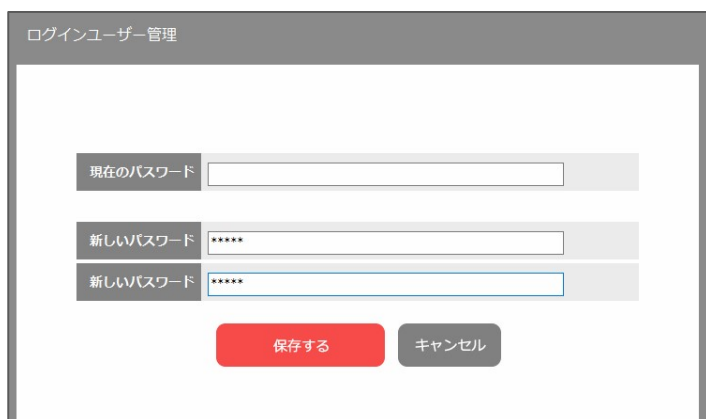 ログインユーザー管理
現在のパスワード
新しいパスワード *****
新しいパスワード *****
保存する キャンセル